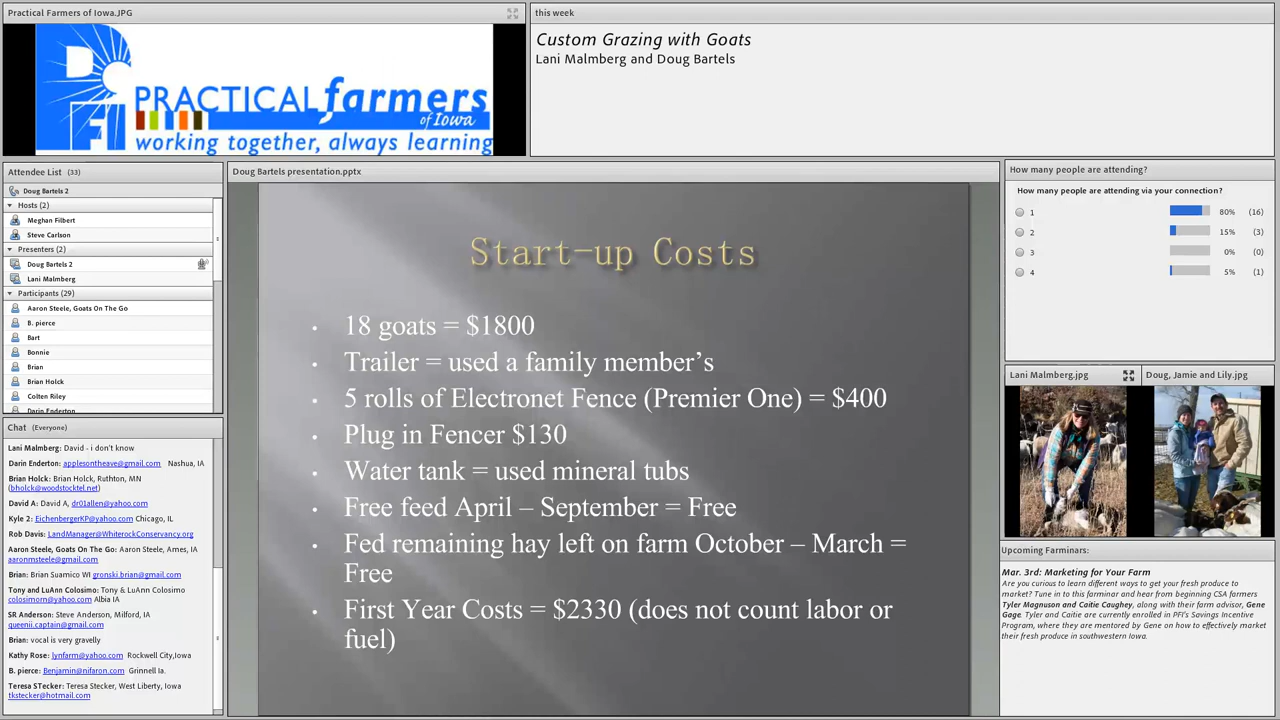 Practical Farmers of Iowa.JPG
PRACTICAL farmers
of Iowa
working together, always learning
this week
Custom Grazing with Goats
Lani Malmberg and Doug Bartels
Attendee List (33)
Doug Bartels 2
Hosts (2)
Meghan Filbert
Steve Carlson
Presenters (2)
Doug Bartels 2
Lani Malmberg
Participants (29)
Aaron Steele, Goats On The Go
B. pierce
Bart
Bonnie
Brian
Brian Holck
Colten Riley
Darin Enderton
Chat (Everyone)
Lani Malmberg: David - i don't know
Darin Enderton: applesontheave@gmail.com Nashua, IA
Brian Holck: Brian Holck, Ruthton, MN
(bholck@woodstocktel.net)
David A: David A, dr01allen@yahoo.com
Kyle 2: EichenbergerKP@yahoo.com Chicago, IL
Rob Davis: LandManager@WhiterockConservancy.org
Aaron Steele, Goats On The Go: Aaron Steele, Ames, IA
aaronmsteele@gmail.com
Brian: Brian Suamico WI gronski.brian@gmail.com
Tony and LuAnn Colosimo: Tony & LuAnn Colosimo
colosimorn@yahoo.com Albia IA
SR Anderson: Steve Anderson, Milford, IA
queenii.captain@gmail.com
Brian: vocal is very gravelly
Kathy Rose: lynfarm@yahoo.com Rockwell City,Iowa
B. pierce: Benjamin@nifaron.com Grinnell Ia.
Teresa STecker: Teresa Stecker, West Liberty, Iowa
tkstecker@hotmail.com
Doug Bartels presentation.pptx
Start-up Costs
• 18 goats = $1800
• Trailer = used a family member's
• 5 rolls of Electronet Fence (Premier One) = $400
• Plug in Fencer $130
• Water tank = used mineral tubs
• Free feed April – September = Free
• Fed remaining hay left on farm October – March =
Free
• First Year Costs = $2330 (does not count labor or
fuel)
How many people are attending?
How many people are attending via your connection?
1 80% (16)
2 15% (3)
3 0% (0)
4 5% (1)
Lani Malmberg.jpg
Doug, Jamie and Lily.jpg
Upcoming Farminars:
Mar. 3rd: Marketing for Your Farm
Are you curious to learn different ways to get your fresh produce to
market? Tune in to this farminar and hear from beginning CSA farmers
Tyler Magnuson and Caitie Caughey, along with their farm advisor, Gene
Gage. Tyler and Caitie are currently enrolled in PFI's Savings Incentive
Program, where they are mentored by Gene on how to effectively market
their fresh produce in southwestern Iowa.